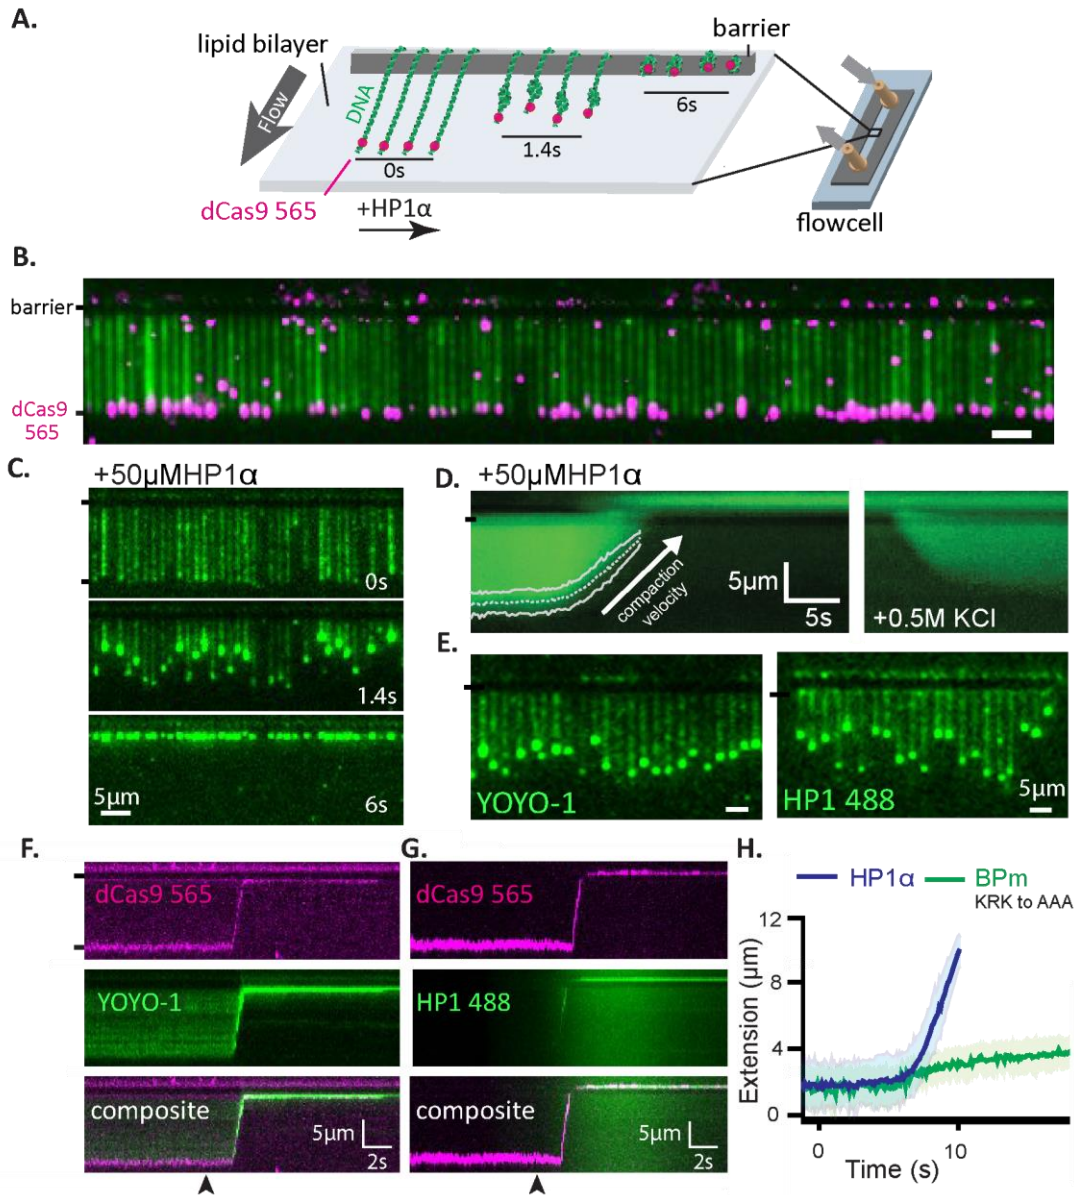 A.
lipid bilayer
barrier
Flow
DNA
6s
1.4s
0s
dCas9 565
+HP1α
flowcell
B.
barrier
dCas9
565
C.
+50μMHP1α
0s
1.4s
5μm
6s
D.
+50μMHP1α
compaction
velocity
5μm
5s
+0.5M KCl
E.
YOYO-1
HP1 488
5μm
F.
dCas9 565
YOYO-1
composite
5μm
2s
G.
dCas9 565
HP1 488
composite
5μm
2s
H.
HP1α
BPm
KRK to AAA
Extension (μm)
12
8
4
0
0
10
Time (s)